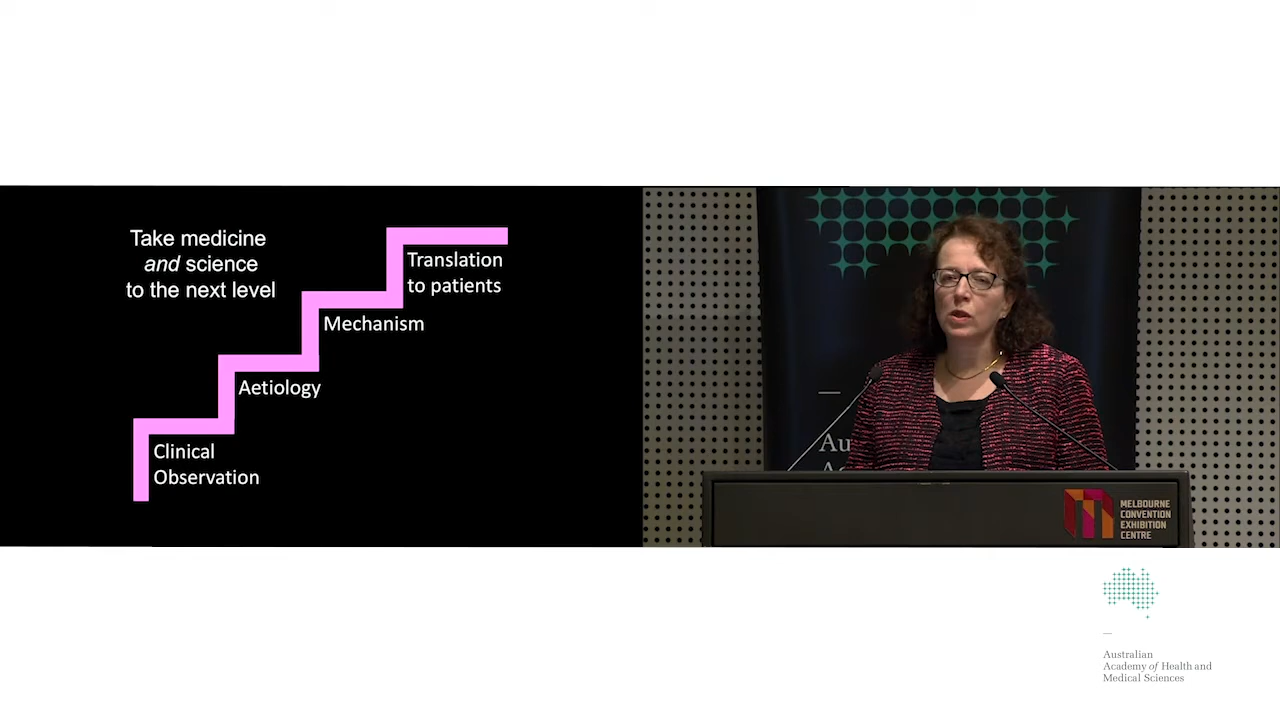 Take medicine
and science
to the next level
Translation
to patients
Mechanism
Aetiology
Clinical
Observation
Au
MELBOURNE
CONVENTION
EXHIBITION
CENTRE
Australian
Academy of Health and
Medical Sciences